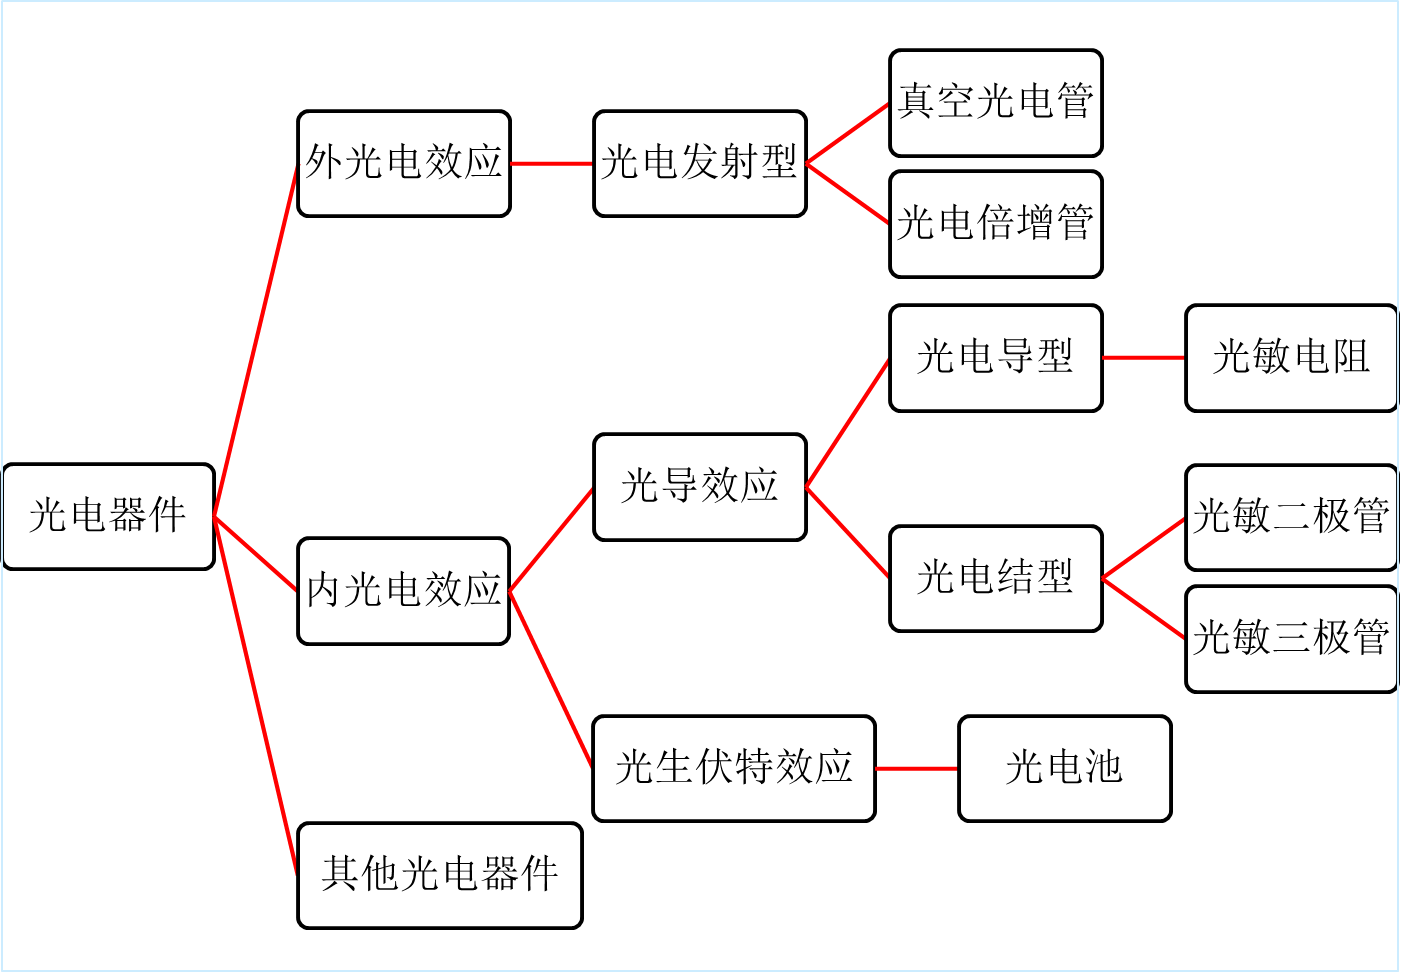 光电器件
外光电效应
光电发射型
真空光电管
光电倍增管
内光电效应
光导效应
光电导型
光敏电阻
光电结型
光敏二极管
光敏三极管
光生伏特效应
光电池
其他光电器件